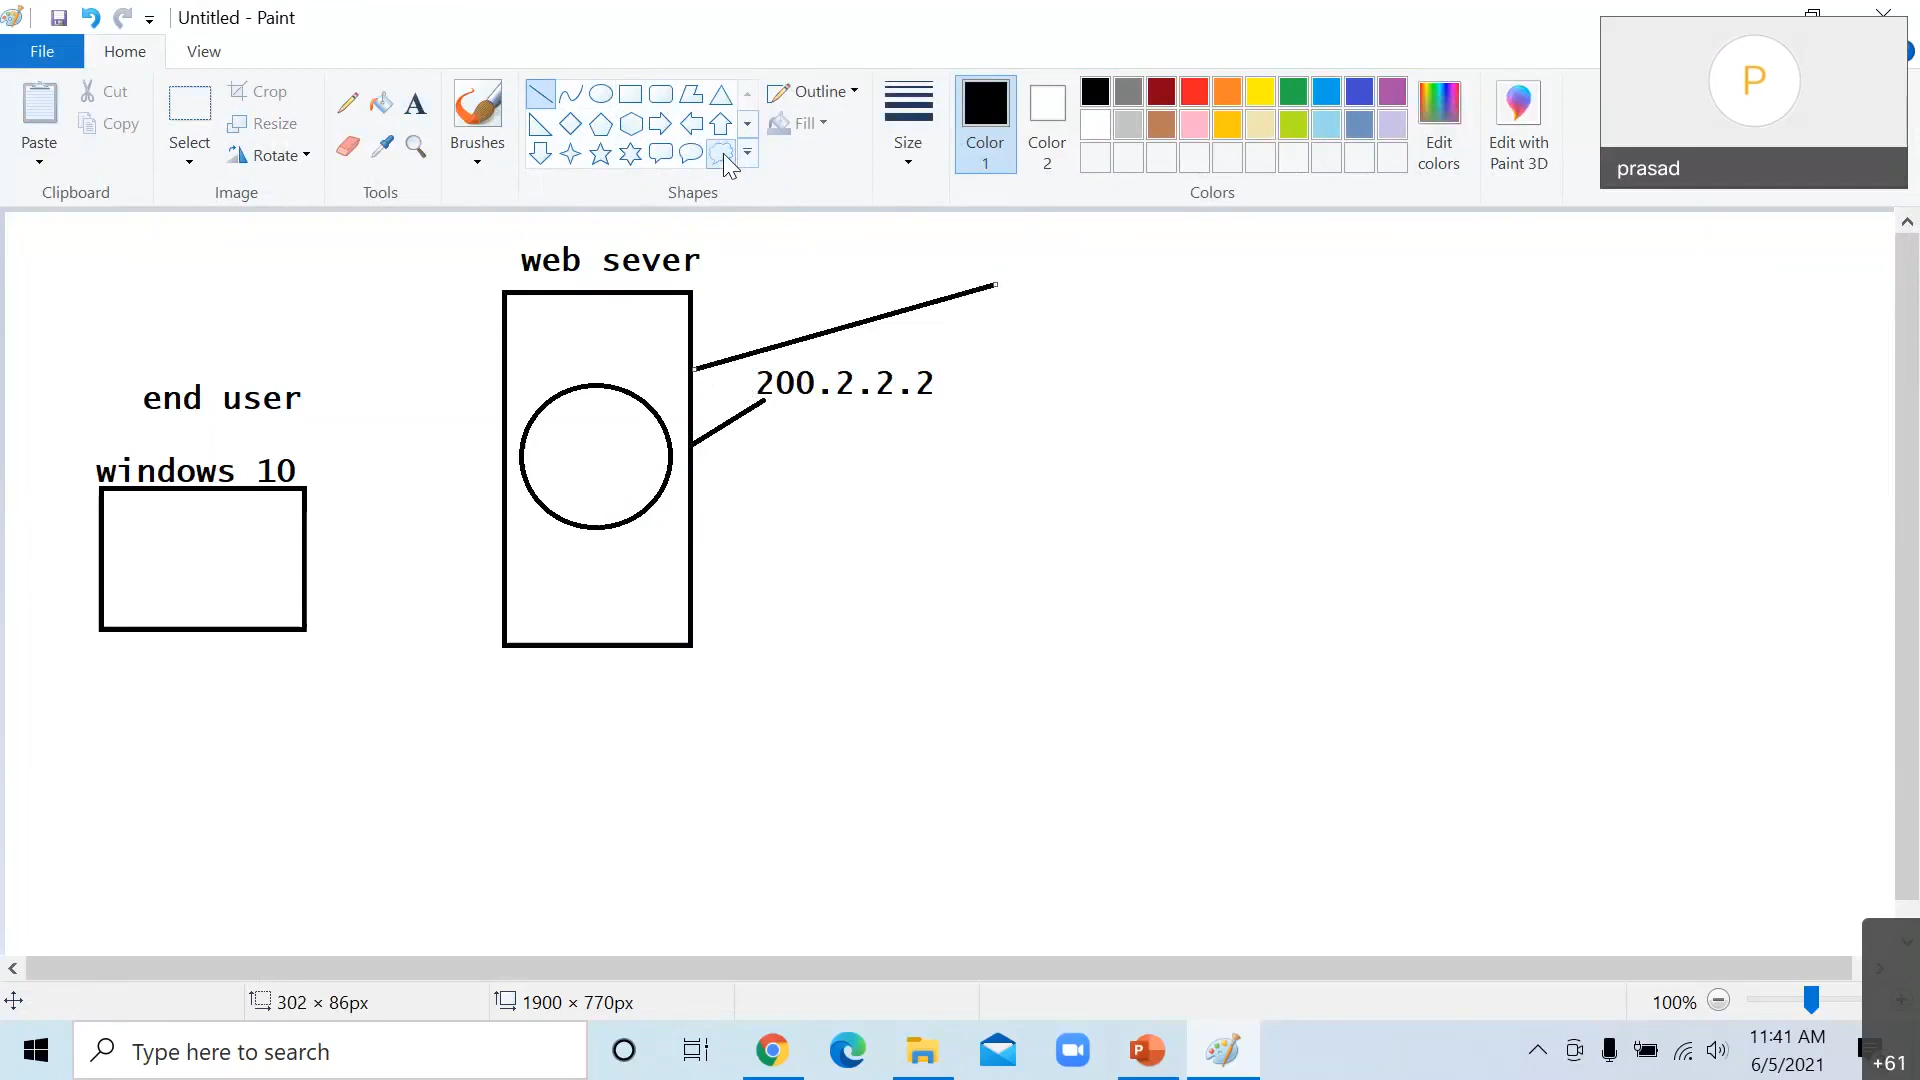 Untitled - Paint
File Home View
Paste
Cut
Copy
Clipboard
Select
Crop
Resize
Rotate
Image
A
Tools
Brushes
Outline
Fill
Shapes
Size
Color 1
Color 2
Edit colors
Edit with Paint 3D
Colors
P
prasad
web sever
200.2.2.2
end user
windows 10
302 × 86px
1900 × 770px
100%
Type here to search
11:41 AM
6/5/2021
+61